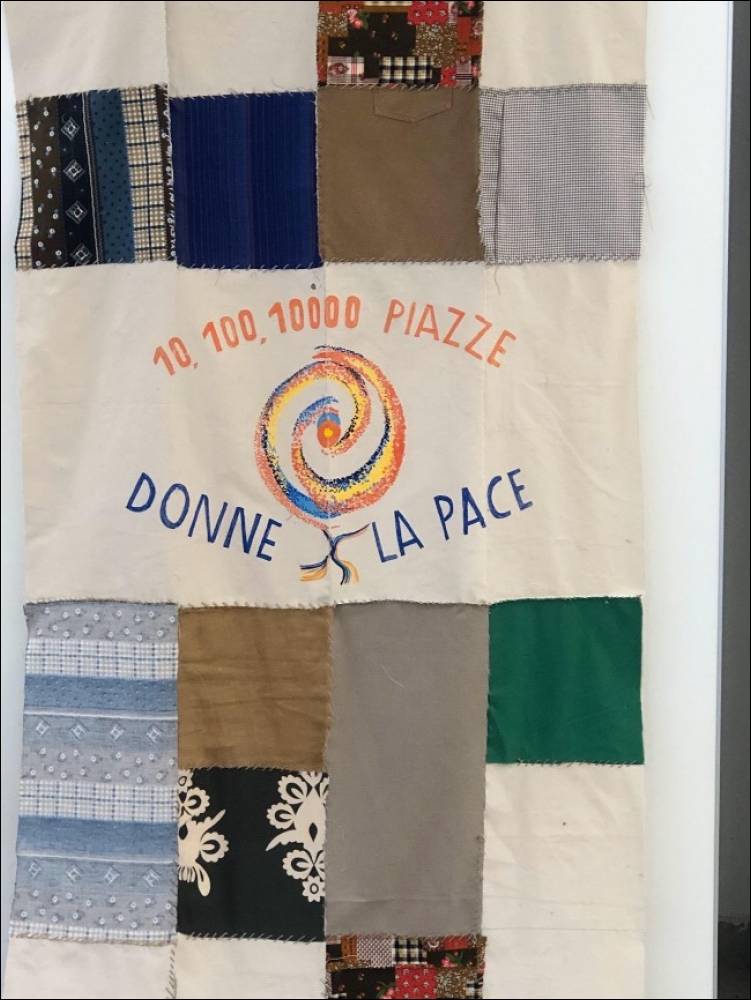 10, 100, 10000 PIAZZE
DONNE X LA PACE